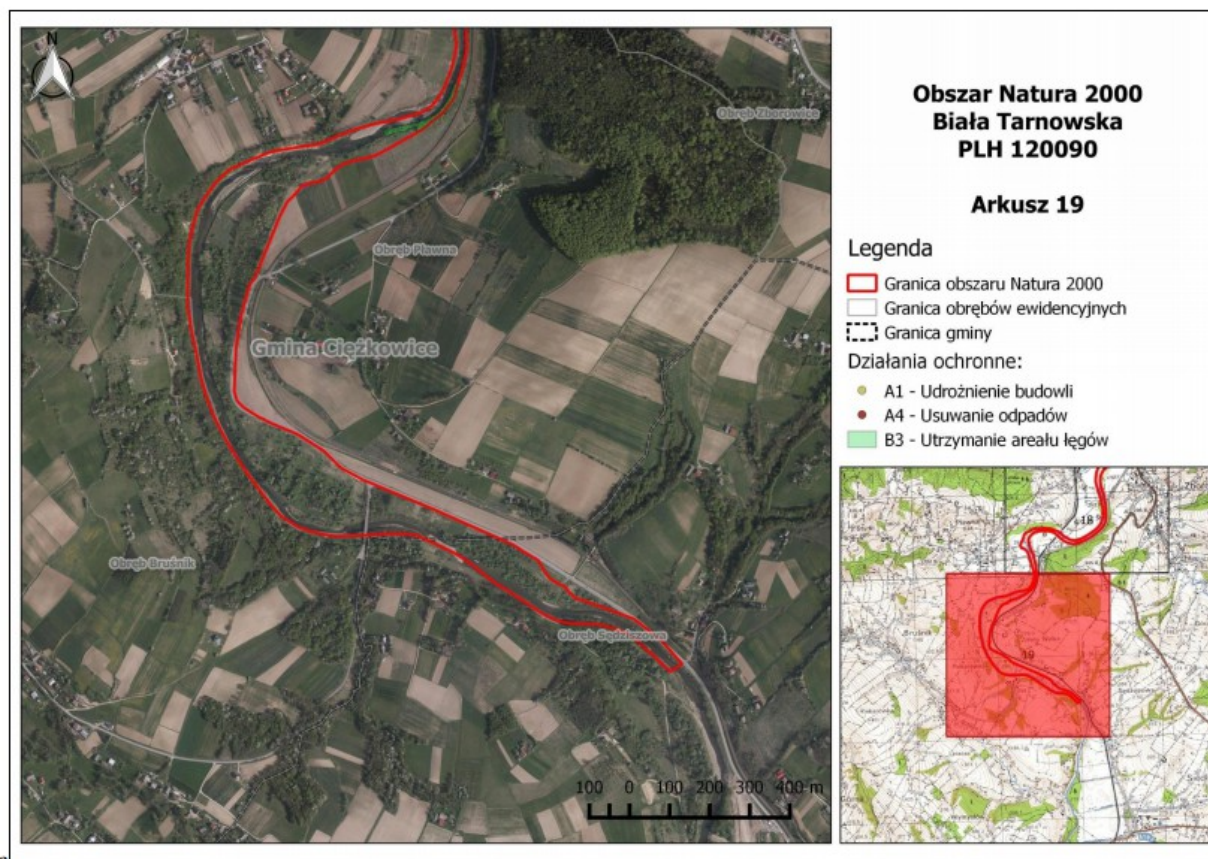 N
Obręb Zborowice
Obręb Pławna
Gmina Ciężkowice
Obręb Bruśnik
Obręb Sędziszowa
100 0 100 200 300 400 m
Obszar Natura 2000
Biała Tarnowska
PLH 120090
Arkusz 19
Legenda
Granica obszaru Natura 2000
Granica obrębów ewidencyjnych
Granica gminy
Działania ochronne:
A1 - Udrożnienie budowli
A4 - Usuwanie odpadów
B3 - Utrzymanie areału łęgów
18
19
Bruśnik